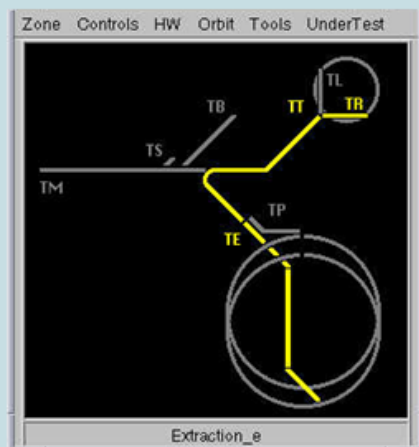 Zone Controls HW Orbit Tools UnderTest
TL
TB TT TR
TS
TM
TP
TE
Extraction_e